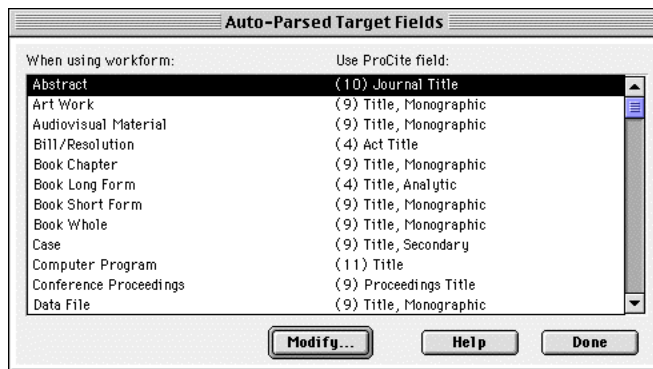 Auto-Parsed Target Fields
When using workform: Use ProCite field:
Abstract (10) Journal Title
Art Work (9) Title, Monographic
Audiovisual Material (9) Title, Monographic
Bill/Resolution (4) Act Title
Book Chapter (9) Title, Monographic
Book Long Form (4) Title, Analytic
Book Short Form (9) Title, Monographic
Book Whole (9) Title, Monographic
Case (9) Title, Secondary
Computer Program (11) Title
Conference Proceedings (9) Proceedings Title
Data File (9) Title, Monographic
Modify... Help Done